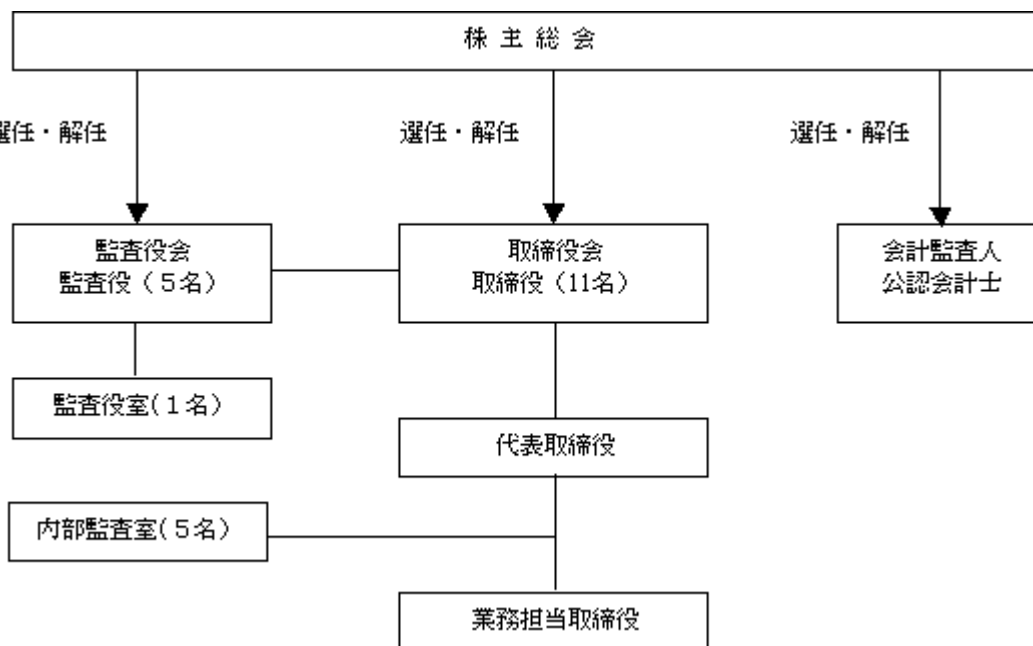 株 主 総 会
選任・解任
選任・解任
選任・解任
監査役会
監査役（５名）
取締役会
取締役（11名）
会計監査人
公認会計士
監査役室(１名)
代表取締役
内部監査室(５名)
業務担当取締役